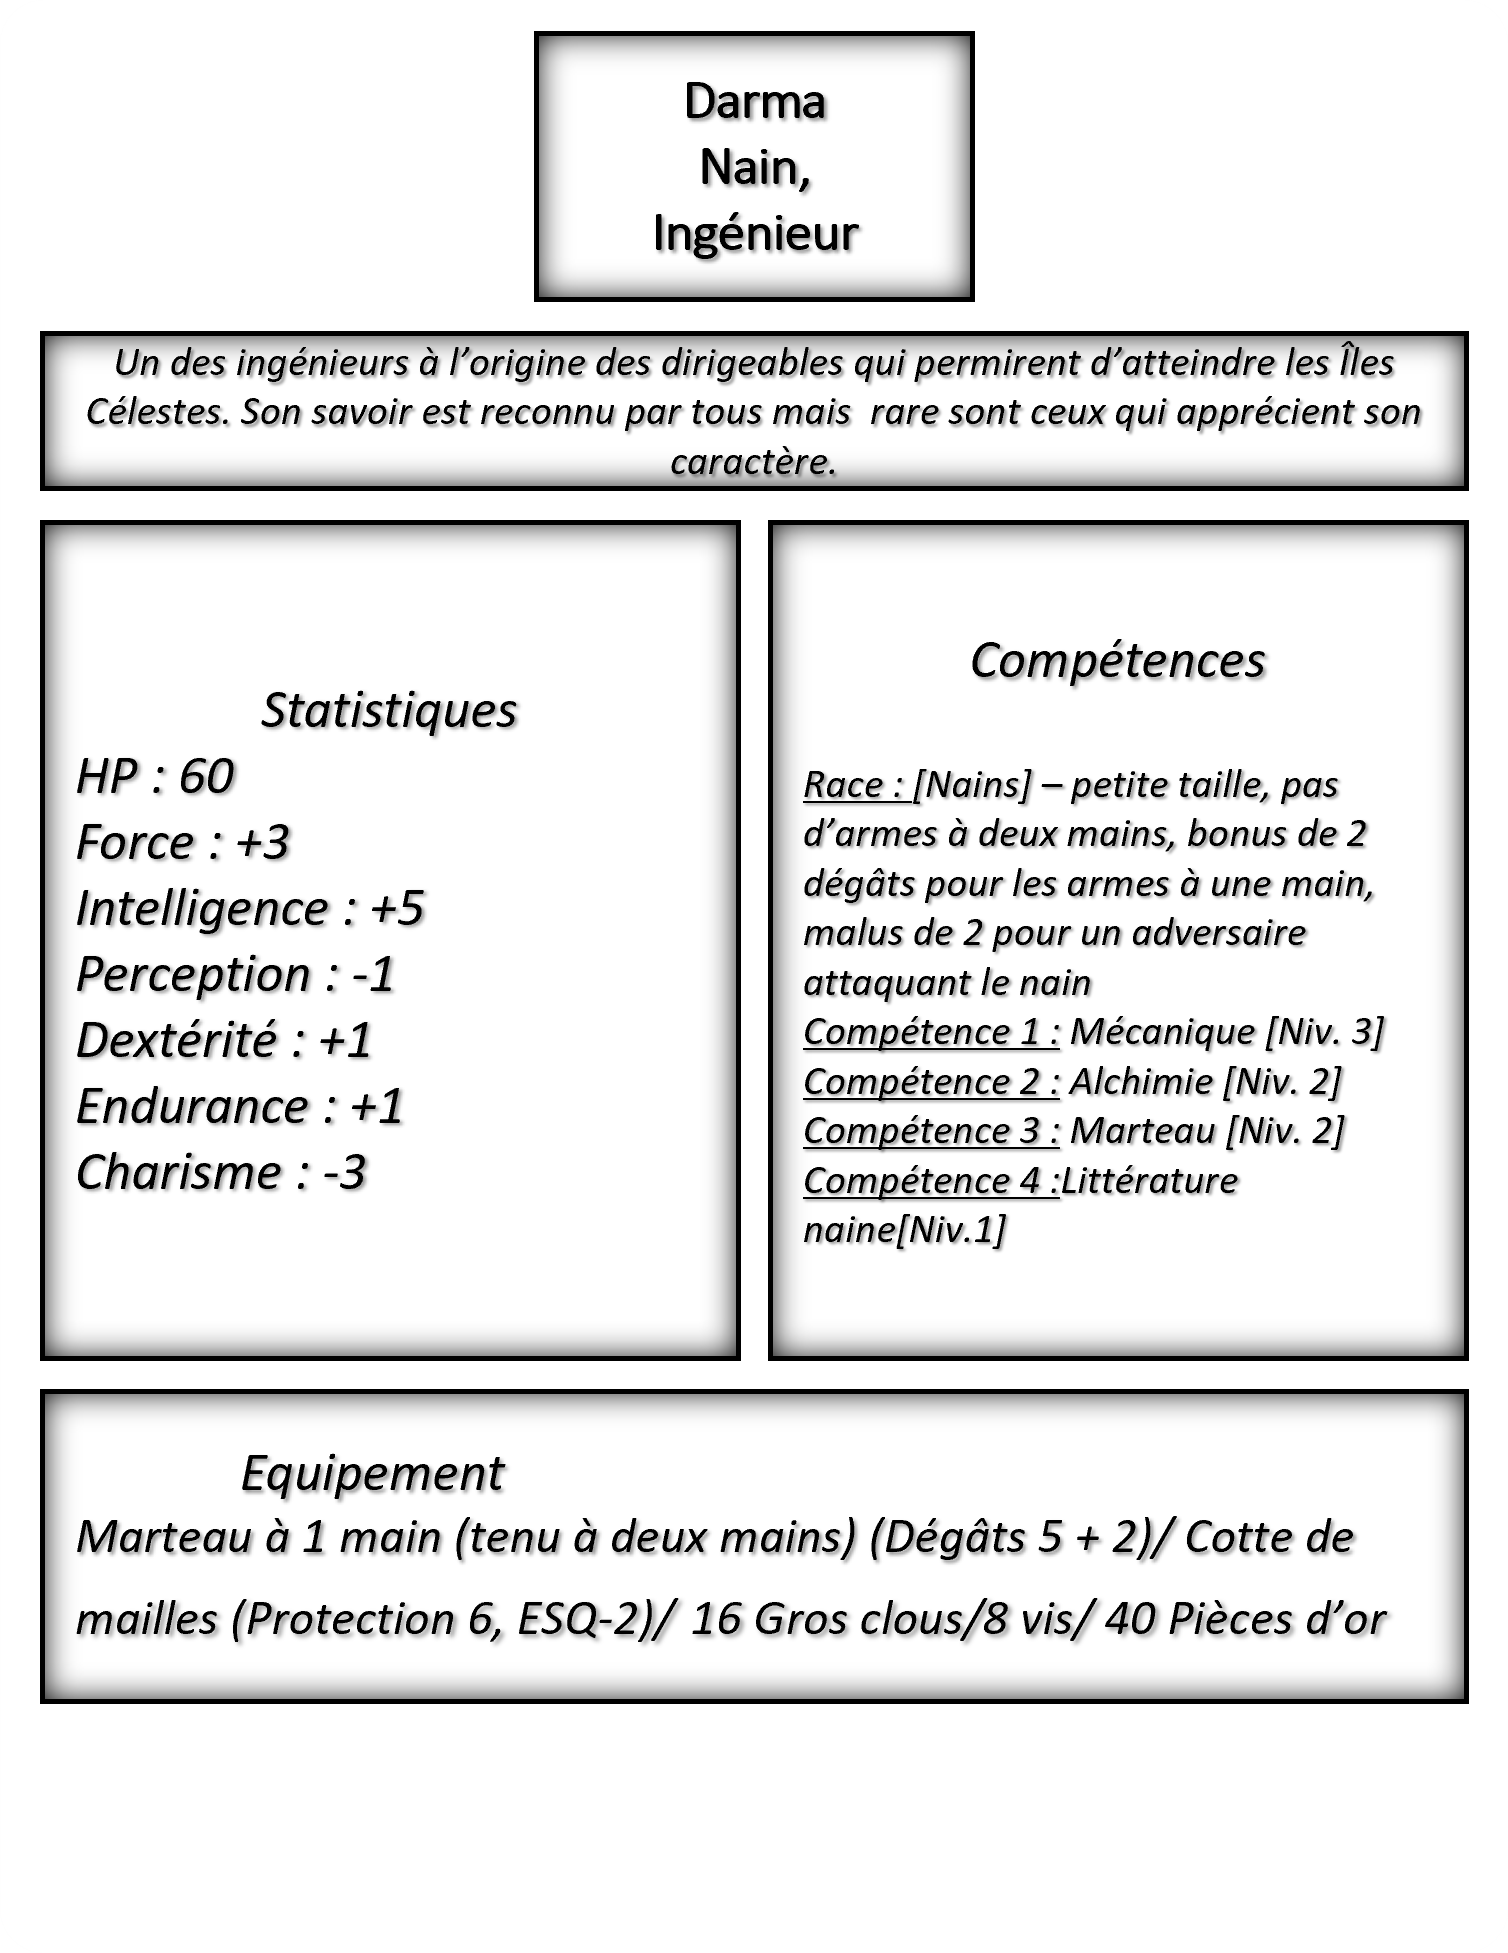 Darma
Nain,
Ingénieur
Un des ingénieurs à l’origine des dirigeables qui permirent d’atteindre les Îles
Célestes. Son savoir est reconnu par tous mais  rare sont ceux qui apprécient son
caractère.
Statistiques
HP : 60
Force : +3
Intelligence : +5
Perception : -1
Dextérité : +1
Endurance : +1
Charisme : -3
Compétences
Race : [Nains] – petite taille, pas
d’armes à deux mains, bonus de 2
dégâts pour les armes à une main,
malus de 2 pour un adversaire
attaquant le nain
Compétence 1 : Mécanique [Niv. 3]
Compétence 2 : Alchimie [Niv. 2]
Compétence 3 : Marteau [Niv. 2]
Compétence 4 :Littérature
naine[Niv.1]
Equipement
Marteau à 1 main (tenu à deux mains) (Dégâts 5 + 2)/ Cotte de
mailles (Protection 6, ESQ-2)/ 16 Gros clous/8 vis/ 40 Pièces d’or